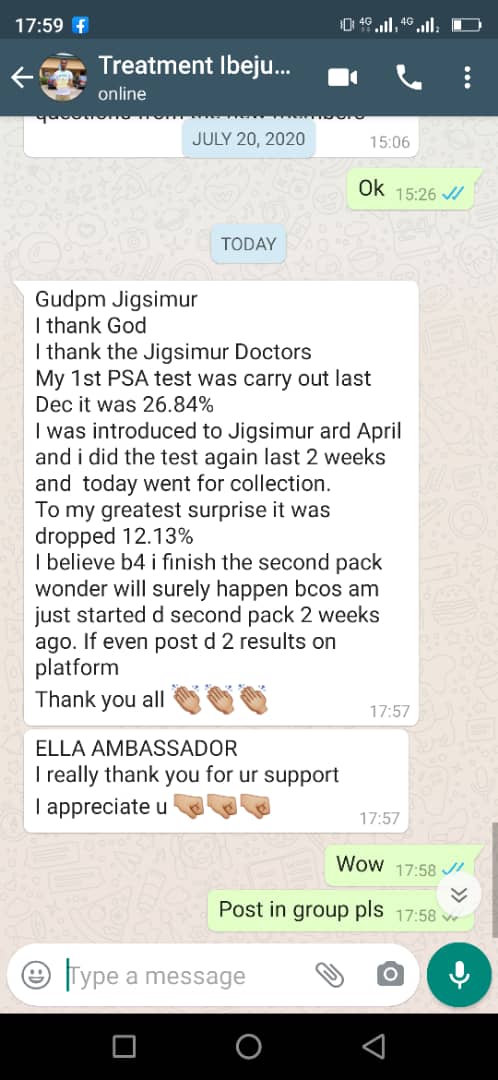 17:59
4G 4G
Treatment Ibeju...
online
JULY 20, 2020
15:06
Ok 15:26
TODAY
Gudpm Jigsimur
I thank God
I thank the Jigsimur Doctors
My 1st PSA test was carry out last
Dec it was 26.84%
I was introduced to Jigsimur ard April
and i did the test again last 2 weeks
and today went for collection.
To my greatest surprise it was
dropped 12.13%
I believe b4 i finish the second pack
wonder will surely happen bcos am
just started d second pack 2 weeks
ago. If even post d 2 results on
platform
Thank you all
17:57
ELLA AMBASSADOR
I really thank you for ur support
I appreciate u
17:57
Wow 17:58
Post in group pls 17:58
Type a message